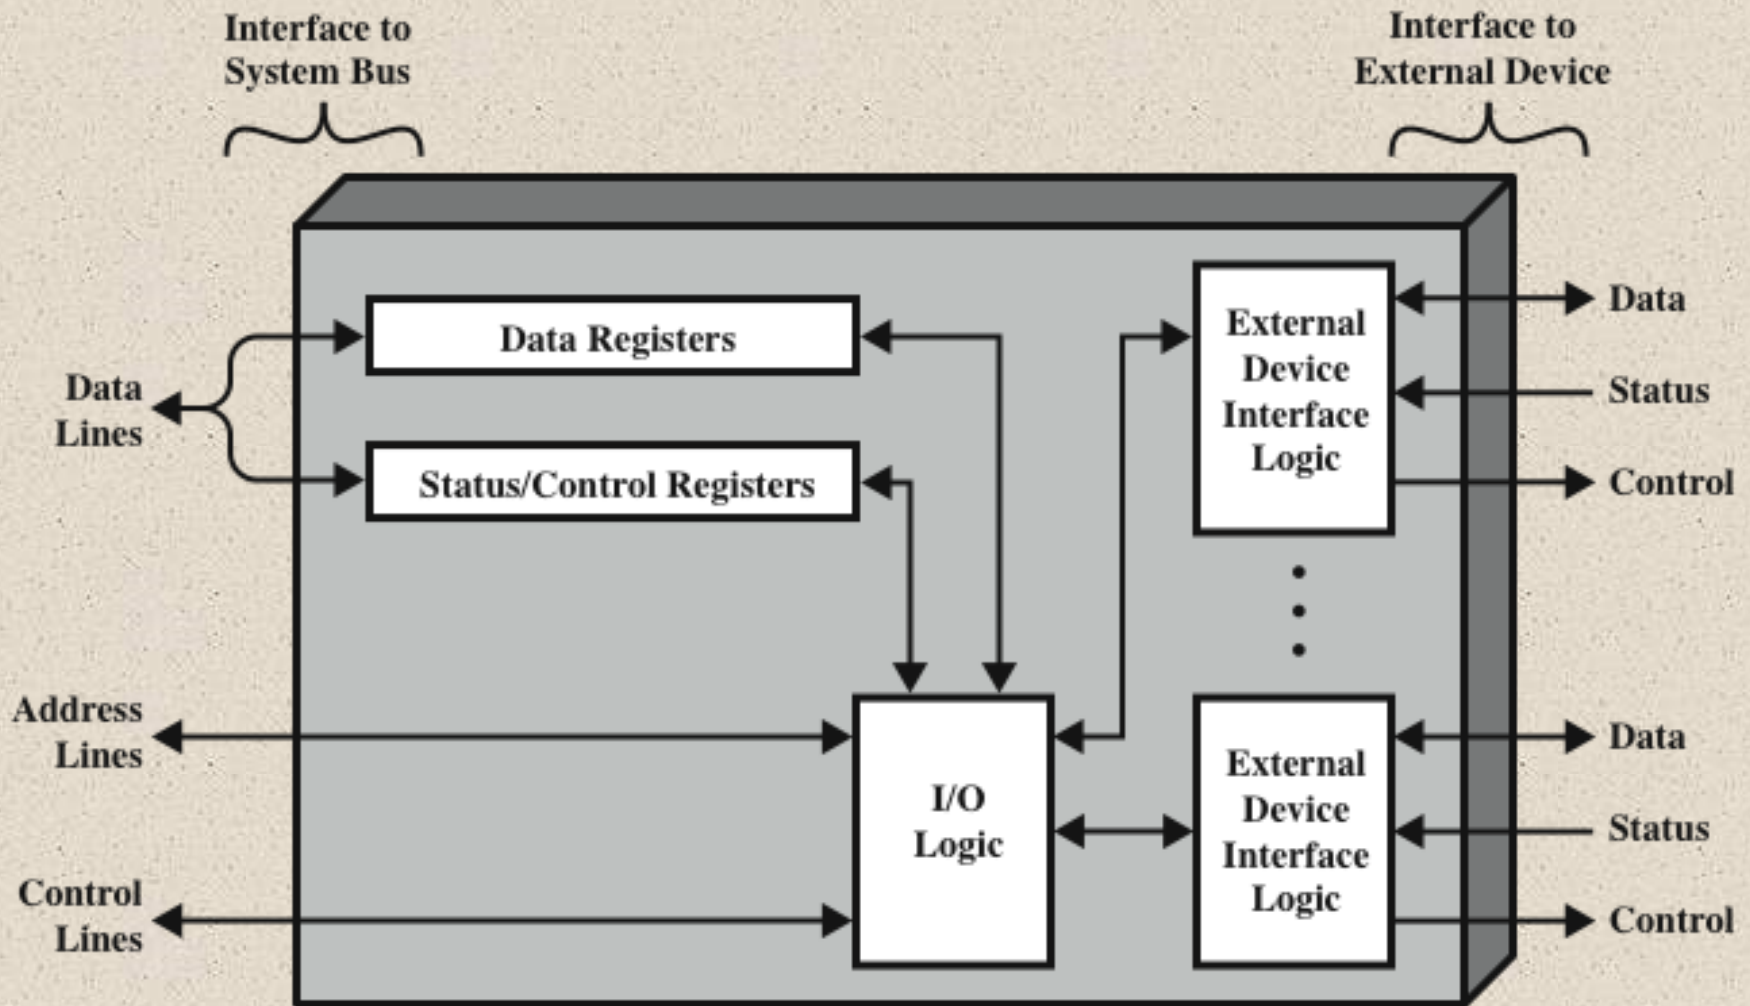 Interface to
System Bus
Interface to
External Device
Data Registers
Status/Control Registers
Data
Lines
Address
Lines
Control
Lines
I/O
Logic
External
Device
Interface
Logic
Data
Status
Control
External
Device
Interface
Logic
Data
Status
Control